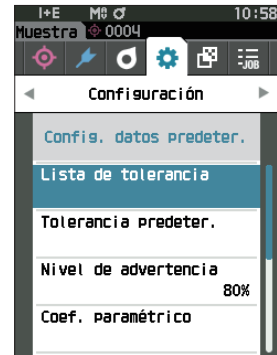 I+E M0 10:58
Muestra 0004
-JOB
Configuración
Config. datos predeter.
Lista de tolerancia
Tolerancia predeter.
Nivel de advertencia
80%
Coef. paramétrico